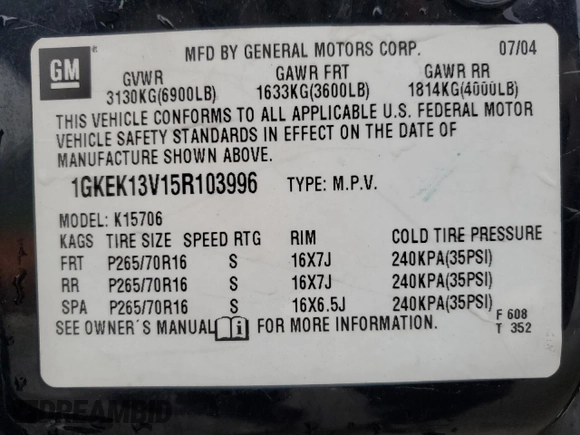 GM
MFD BY GENERAL MOTORS CORP. 07/04
GVWR GAWR FRT GAWR RR
3130KG(6900LB) 1633KG(3600LB) 1814KG(4000LB)
THIS VEHICLE CONFORMS TO ALL APPLICABLE U.S. FEDERAL MOTOR
VEHICLE SAFETY STANDARDS IN EFFECT ON THE DATE OF
MANUFACTURE SHOWN ABOVE.
1GKEK13V15R103996 TYPE: M.P.V.
MODEL: K15706
KAGS TIRE SIZE SPEED RTG RIM COLD TIRE PRESSURE
FRT P265/70R16 S 16X7J 240KPA(35PSI)
RR P265/70R16 S 16X7J 240KPA(35PSI)
SPA P265/70R16 S 16X6.5J 240KPA(35PSI)
SEE OWNER'S MANUAL i FOR MORE INFORMATION.
F 608
T 352
DREAMBID